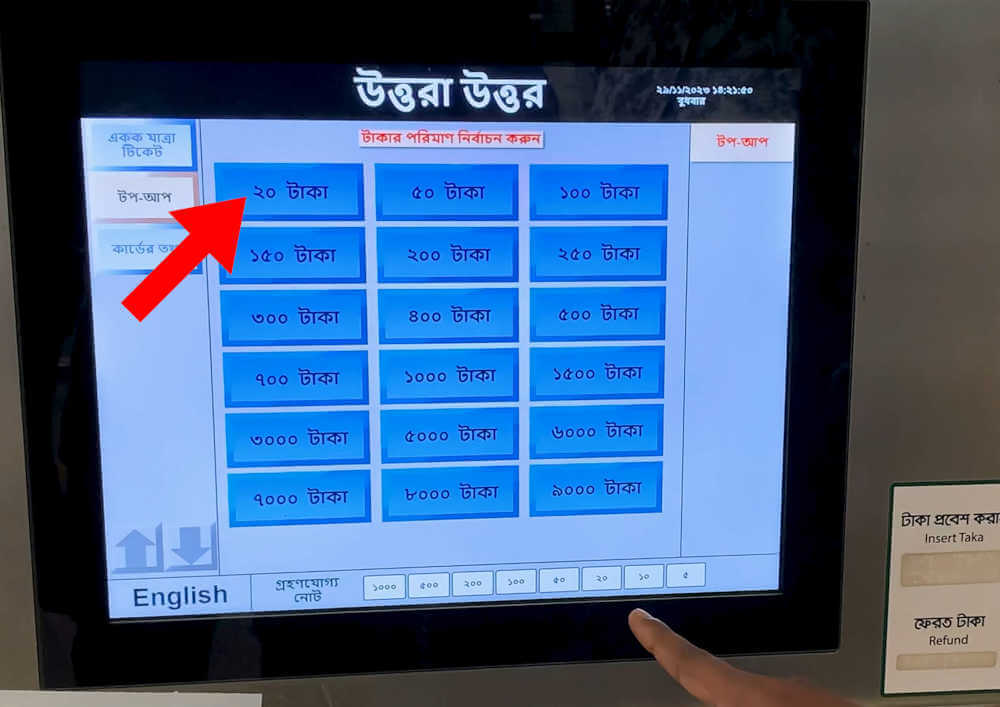 উত্তরা উত্তর
২৯/১১/২০২৩ ১৪:২১:৫০
বুধবার
একক যাত্রা
টিকেট
টপ-আপ
কার্ডের
টাকার পরিমাণ নির্বাচন করুন
টপ-আপ
২০ টাকা
৫০ টাকা
১০০ টাকা
১৫০ টাকা
২০০ টাকা
২৫০ টাকা
৩০০ টাকা
৪০০ টাকা
৫০০ টাকা
৭০০ টাকা
১০০০ টাকা
১৫০০ টাকা
৩০০০ টাকা
৫০০০ টাকা
৬০০০ টাকা
৭০০০ টাকা
৮০০০ টাকা
৯০০০ টাকা
English
গ্রহণযোগ্য
নোট
১০০০ ৫০০ ২০০ ১০০ ৫০ ২০ ১০ ৫
টাকা প্রবেশ
Insert Taka
ফেরত টাকা
Refund